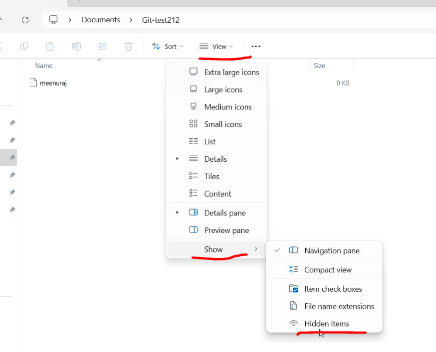 Documents > Git-test212
Sort View ...
Name Size
meenuraj 0 KB
Extra large icons
Large icons
Medium icons
Small icons
List
Details
Tiles
Content
Details pane
Preview pane
Show
Navigation pane
Compact view
Item check boxes
File name extensions
Hidden items